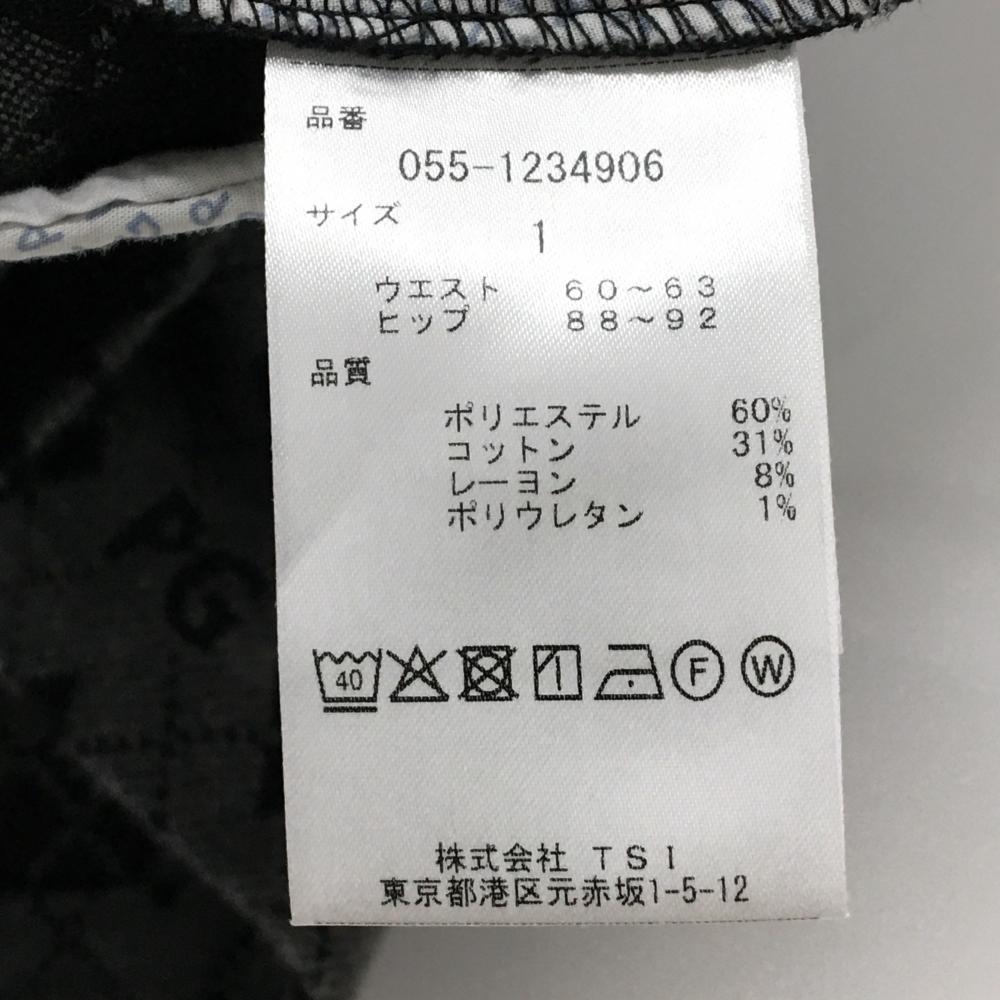 品番
055-1234906
サイズ
1
ウエスト 60~63
ヒップ 88~92
品質
ポリエステル 60%
コットン 31%
レーヨン 8%
ポリウレタン 1%
40 F W
株式会社 TSI
東京都港区元赤坂1-5-12
PG